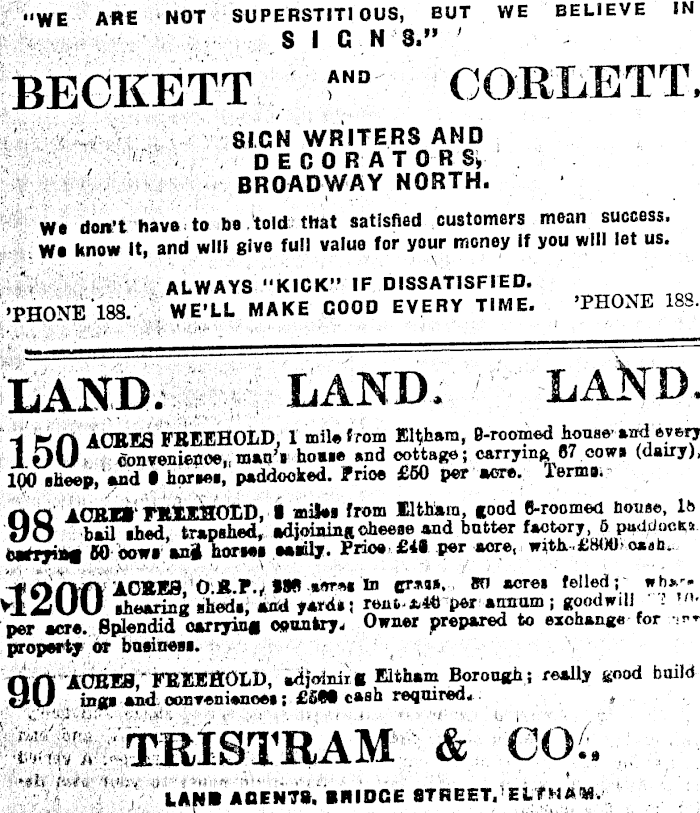 "WE ARE NOT SUPERSTITIOUS, BUT WE BELIEVE IN
SIGNS."
BECKETT AND CORLETT.
SIGN WRITERS AND
DECORATORS,
BROADWAY NORTH.
We don't have to be told that satisfied customers mean success.
We know it, and will give full value for your money if you will let us.
ALWAYS "KICK" IF DISSATISFIED.
'PHONE 188. WE'LL MAKE GOOD EVERY TIME. 'PHONE 188.
LAND. LAND. LAND.
150 ACRES FREEHOLD, 1 mile from Eltham, 9-roomed house and every
convenience, man's house and cottage; carrying 67 cows (dairy),
100 sheep, and horses, paddocked. Price £50 per acre. Terms.
98 ACRES FREEHOLD, miles from Eltham, good 6-roomed house, 18
bail shed, trapshed, adjoining cheese and butter factory, 5 paddocks
carrying 50 cows and horses easily. Price per acre, with £800 cash.
1200 ACRES, O.R.P., acres in grass, 80 acres felled;
shearing sheds, and yards; rent per annum; goodwill
per acre. Splendid carrying country. Owner prepared to exchange for
property or business.
90 ACRES, FREEHOLD, adjoining Eltham Borough; really good build
ings and conveniences; cash required.
TRISTRAM & CO.,
LAND AGENTS, BRIDGE STREET, ELTHAM.